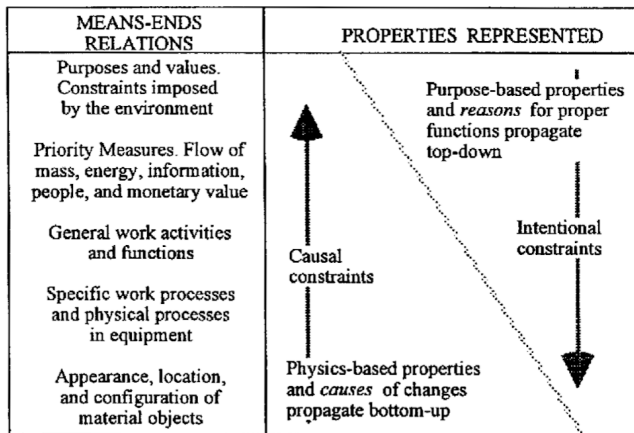 MEANS-ENDS
RELATIONS
PROPERTIES REPRESENTED
Purposes and values.
Constraints imposed
by the environment
Priority Measures. Flow of
mass, energy, information,
people, and monetary value
General work activities
and functions
Specific work processes
and physical processes
in equipment
Appearance, location,
and configuration of
material objects
Purpose-based properties
and reasons for proper
functions propagate
top-down
Causal
constraints
Intentional
constraints
Physics-based properties
and causes of changes
propagate bottom-up